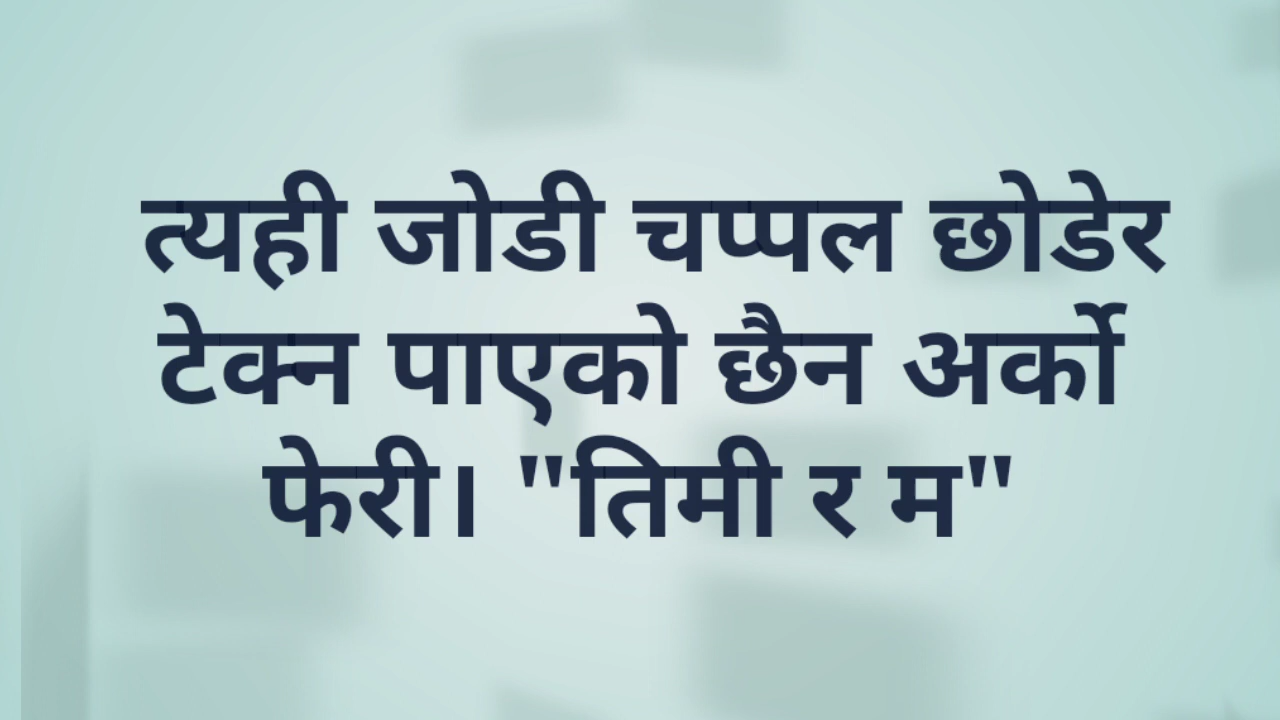 त्यही जोडी चप्पल छोडेर
टेक्न पाएको छैन अर्को
फेरी। "तिमी र म"